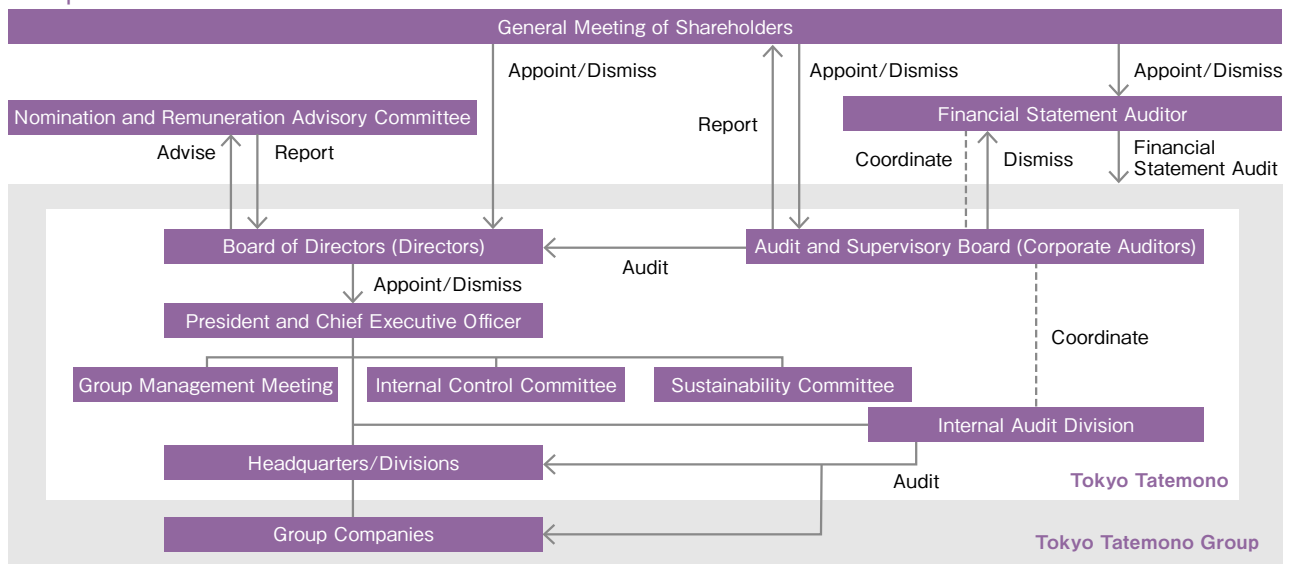 General Meeting of Shareholders
Appoint/Dismiss
Appoint/Dismiss
Appoint/Dismiss
Nomination and Remuneration Advisory Committee
Financial Statement Auditor
Report
Advise
Report
Coordinate
Dismiss
Financial
Statement Audit
Board of Directors (Directors)
Audit and Supervisory Board (Corporate Auditors)
Audit
Appoint/Dismiss
President and Chief Executive Officer
Coordinate
Group Management Meeting
Internal Control Committee
Sustainability Committee
Internal Audit Division
Headquarters/Divisions
Audit
Tokyo Tatemono
Group Companies
Tokyo Tatemono Group